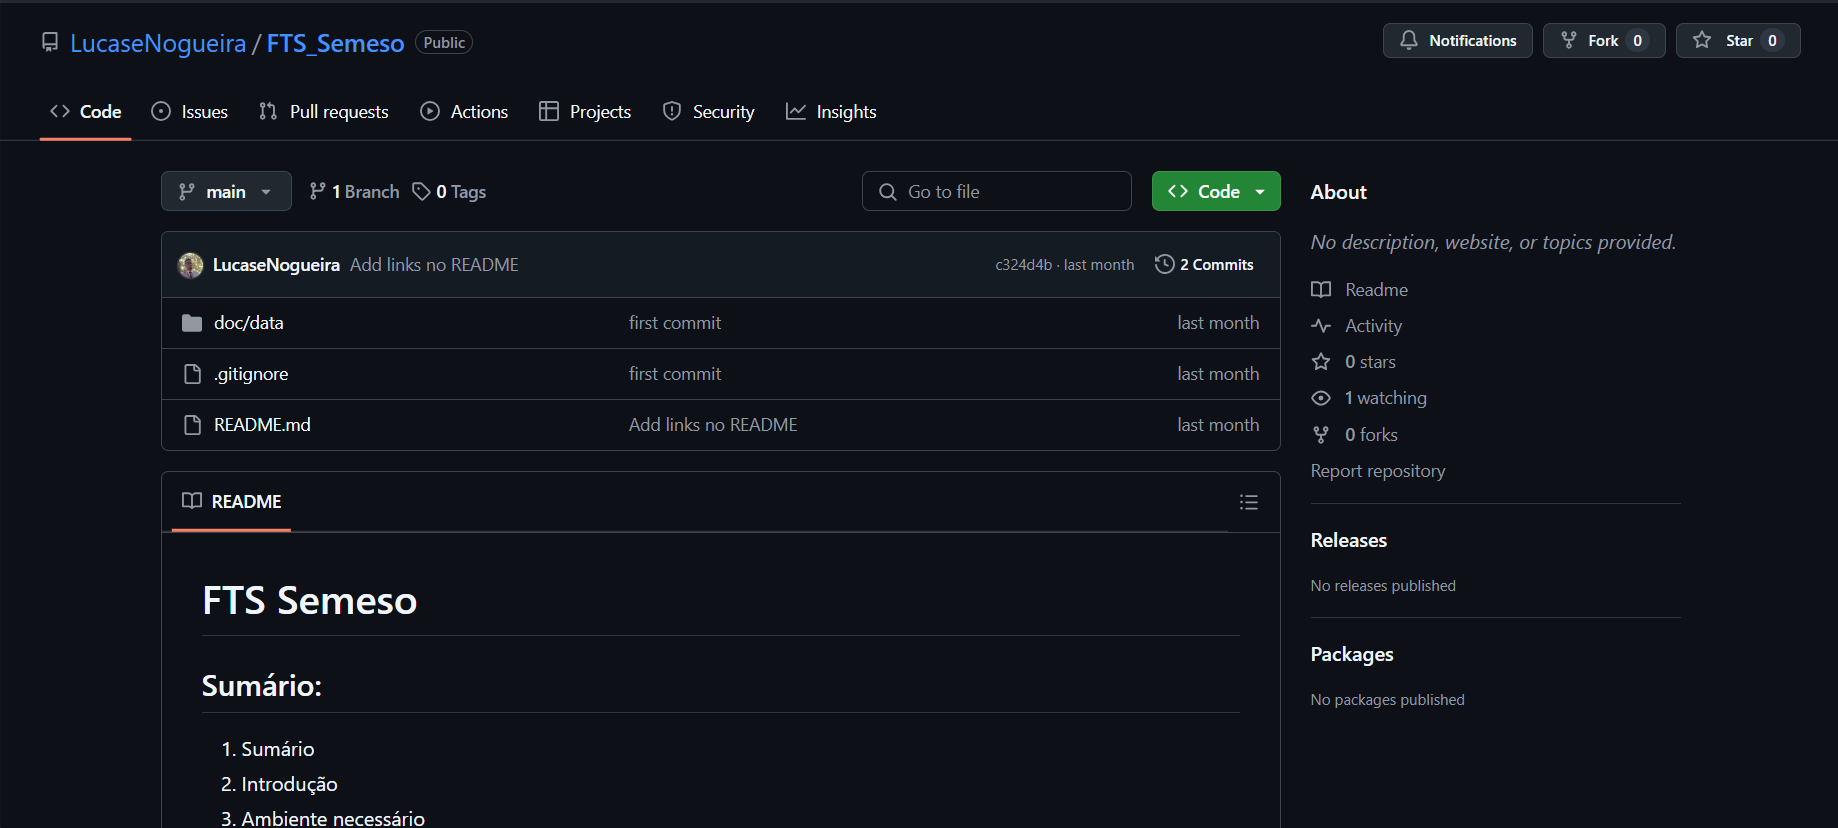 LucaseNogueira / FTS_Semeso Public
Notifications
Fork 0
Star 0
Code
Issues
Pull requests
Actions
Projects
Security
Insights
main
1 Branch
0 Tags
Go to file
Code
LucaseNogueira Add links no README
c324d4b · last month
2 Commits
doc/data first commit last month
.gitignore first commit last month
README.md Add links no README last month
README
FTS Semeso
Sumário:
1. Sumário
2. Introdução
3. Ambiente necessário
About
No description, website, or topics provided.
Readme
Activity
0 stars
1 watching
0 forks
Report repository
Releases
No releases published
Packages
No packages published